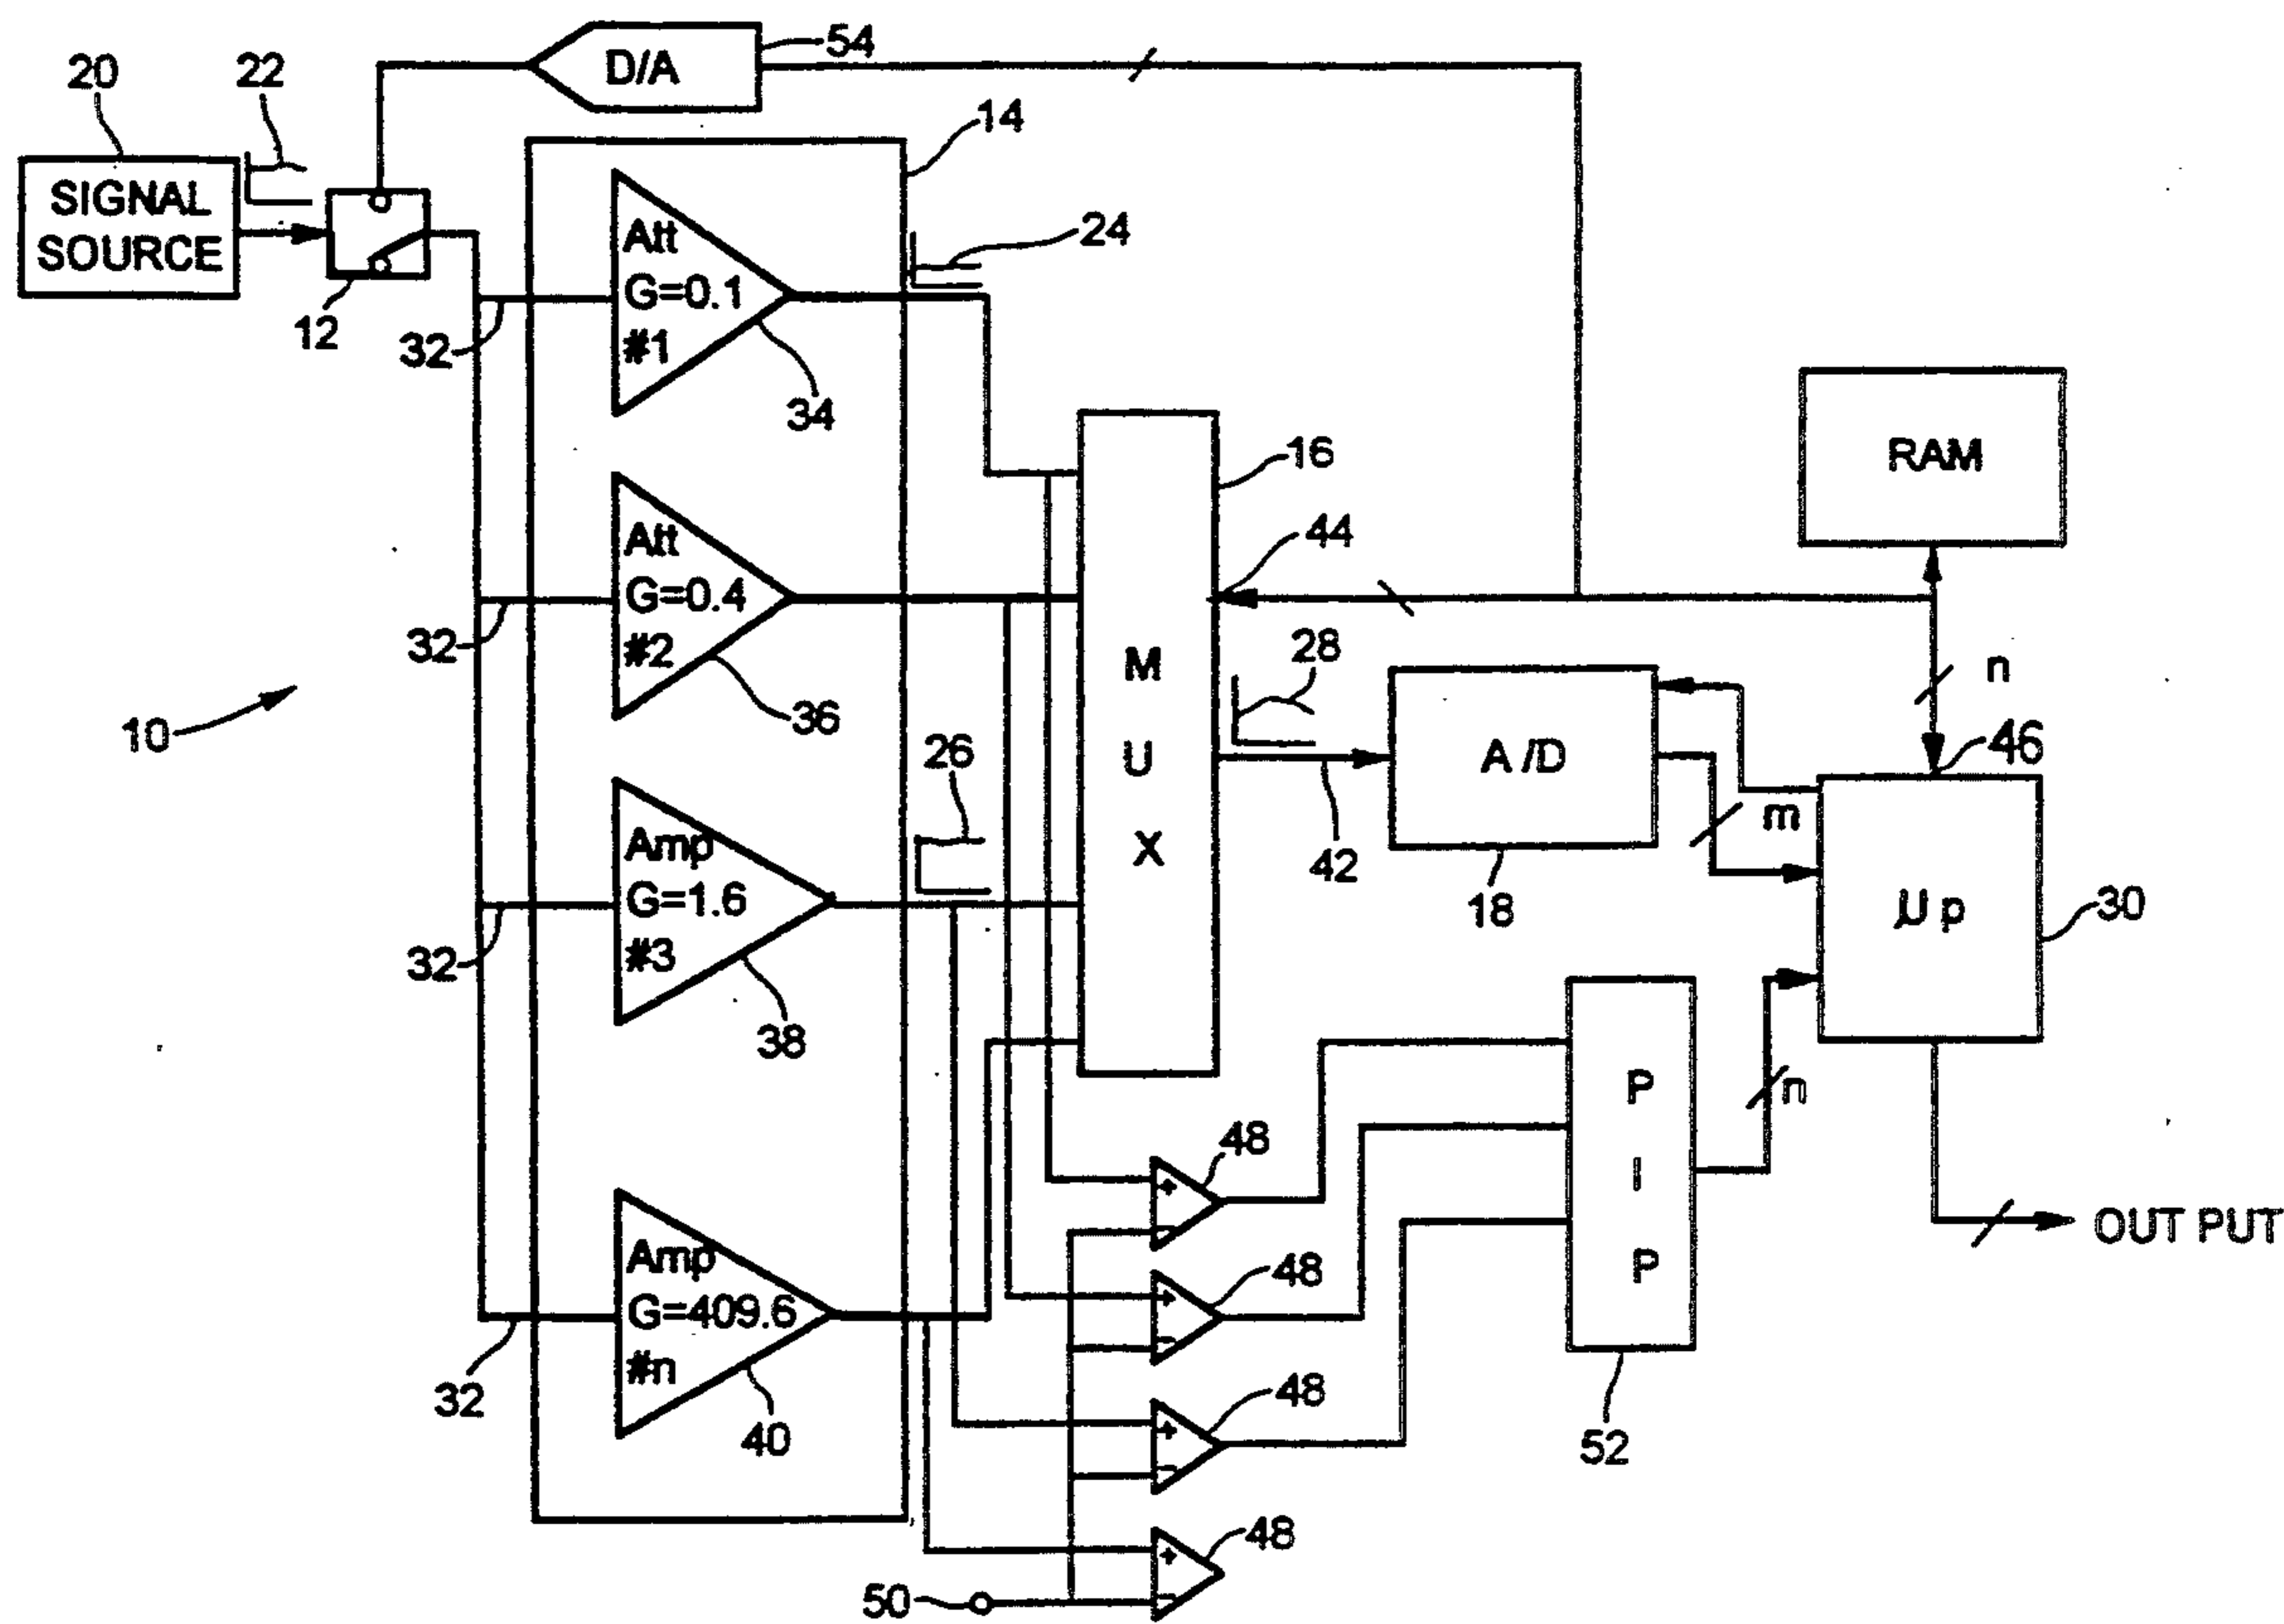 54
D/A
20
22
14
SIGNAL
SOURCE
24
12
32
Att
G=0.1
#1
34
16
RAM
44
Att
G=0.4
#2
32
36
28
n
10
M
U
X
26
A/D
46
m
42
18
Amp
G=1.6
#3
32
38
μp
30
48
P
I
P
n
+
−
48
+
−
OUT PUT
Amp
G=409.6
#n
32
40
48
+
−
52
48
+
−
50